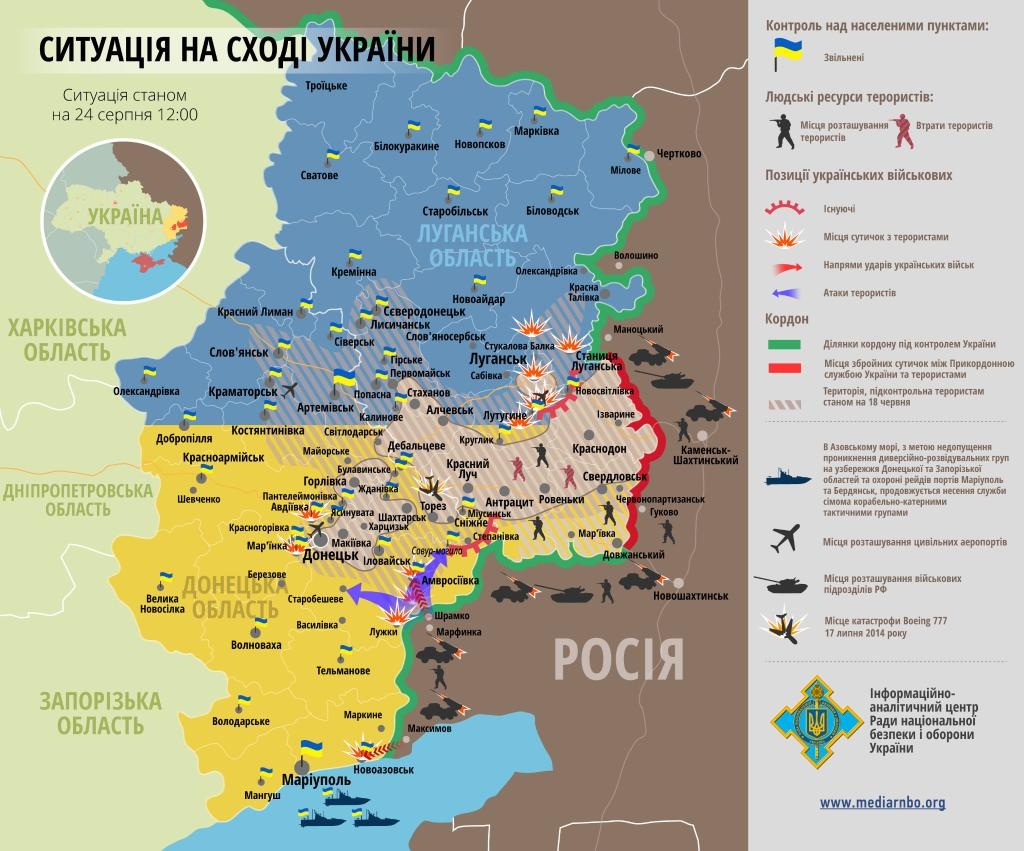 СИТУАЦІЯ НА СХОДІ УКРАЇНИ
Ситуація станом
на 24 серпня 12:00
УКРАЇНА
ХАРКІВСЬКА
ОБЛАСТЬ
ДНІПРОПЕТРОВСЬКА
ОБЛАСТЬ
ЗАПОРІЗЬКА
ОБЛАСТЬ
ЛУГАНСЬКА
ОБЛАСТЬ
ДОНЕЦЬКА
ОБЛАСТЬ
РОСІЯ
Троїцьке
Білокуракине
Новопсков
Марківка
Сватове
Мілове
Чертково
Старобільськ
Біловодськ
Волошино
Кремінна
Олександрівка
Новоайдар
Красна
Талівка
Красний Лиман
Сєверодонецьк
Лисичанськ
Маноцький
Сіверськ
Слов'яносербськ
Стукалова Балка
Слов'янськ
Гірське
Луганськ
Станиця
Луганська
Первомайськ
Сабівка
Олександрівка
Краматорськ
Попасна
Стаханов
Новосвітлівка
Артемівськ
Калинове
Алчевськ
Лутугине
Ізварине
Костянтинівка
Світлодарськ
Добропілля
Дебальцеве
Круглик
Майорське
Краснодон
Каменськ-
Шахтинський
Красноармійськ
Булавинське
Красний
Луч
Шевченко
Горлівка
Жданівка
Свердловськ
Пантелеймонівка
Антрацит
Ровеньки
Червонопартизанськ
Авдіївка
Ясинувата
Торез
Міусинськ
Гуково
Шахтарськ
Сніжне
Красногорівка
Харцизьк
Степанівка
Мар'ївка
Мар'їнка
Макіївка
Донецьк
Савур-могила
Довжанський
Іловайськ
Березове
Амвросіївка
Новошахтинськ
Велика
Новосілка
Старобешеве
Шрамко
Василівка
Лужки
Марфинка
Волноваха
Тельманове
Володарське
Маркине
Максимов
Новоазовськ
Маріуполь
Мангуш
Контроль над населеними пунктами:
Звільнені
Людські ресурси терористів:
Місця розташування
терористів
Втрати терористів
Позиції українських військових
Існуючі
Місця сутичок з терористами
Напрями ударів українських військ
Атаки терористів
Кордон
Ділянки кордону під контролем України
Місця збройних сутичок між Прикордонною
службою України та терористами
Територія, підконтрольна терористам
станом на 18 червня
В Азовському морі, з метою недопущення
проникнення диверсійно-розвідувальних груп
на узбережжя Донецької та Запорізької
областей та охороні рейдів портів Маріуполь
та Бердянськ, продовжується несення служби
сімома корабельно-катерними
тактичними групами
Місця розташування цивільних аеропортів
Місця розташування військових
підрозділів РФ
Місце катастрофи Boeing 777
17 липня 2014 року
Інформаційно-
аналітичний центр
Ради національної
безпеки і оборони
України
www.mediarnbo.org